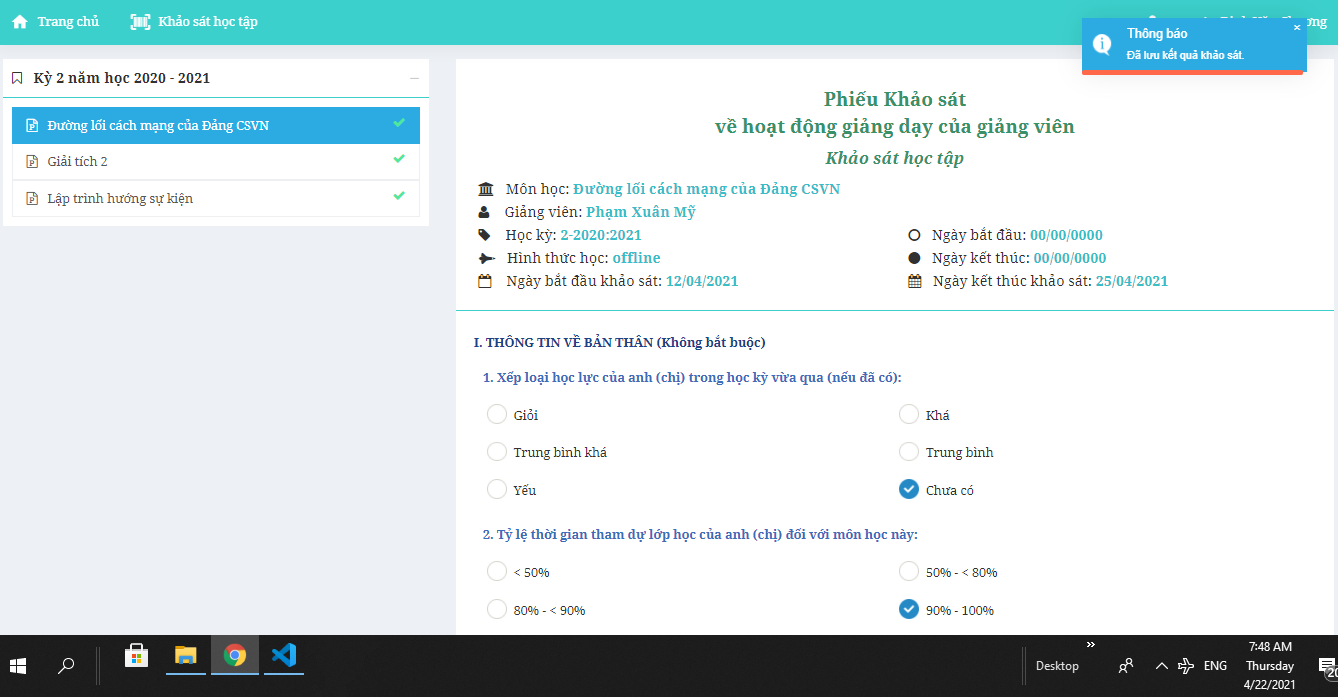 Trang chủ
Khảo sát học tập
Thông báo
Đã lưu kết quả khảo sát.
Kỳ 2 năm học 2020 - 2021
Đường lối cách mạng của Đảng CSVN
Giải tích 2
Lập trình hướng sự kiện
Phiếu Khảo sát
về hoạt động giảng dạy của giảng viên
Khảo sát học tập
Môn học: Đường lối cách mạng của Đảng CSVN
Giảng viên: Phạm Xuân Mỹ
Học kỳ: 2-2020:2021
Ngày bắt đầu: 00/00/0000
Hình thức học: offline
Ngày kết thúc: 00/00/0000
Ngày bắt đầu khảo sát: 12/04/2021
Ngày kết thúc khảo sát: 25/04/2021
I. THÔNG TIN VỀ BẢN THÂN (Không bắt buộc)
1. Xếp loại học lực của anh (chị) trong học kỳ vừa qua (nếu đã có):
Giỏi
Khá
Trung bình khá
Trung bình
Yếu
Chưa có
2. Tỷ lệ thời gian tham dự lớp học của anh (chị) đối với môn học này:
< 50%
50% - < 80%
80% - < 90%
90% - 100%
Desktop
ENG
7:48 AM
Thursday
4/22/2021